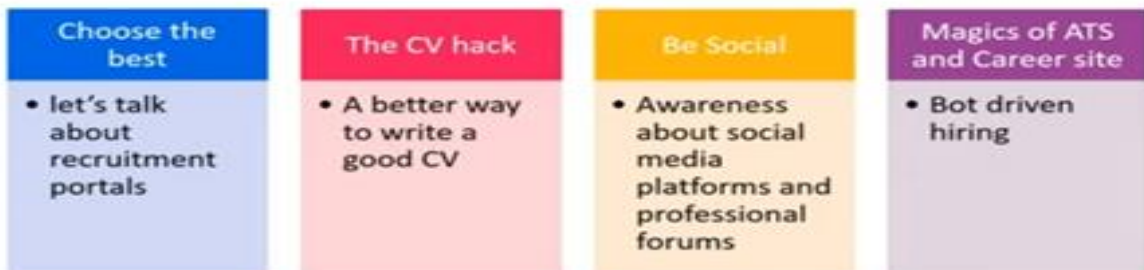 Choose the
best
• let's talk
about
recruitment
portals
The CV hack
• A better way
to write a
good CV
Be Social
• Awareness
about social
media
platforms and
professional
forums
Magics of ATS
and Career site
• Bot driven
hiring